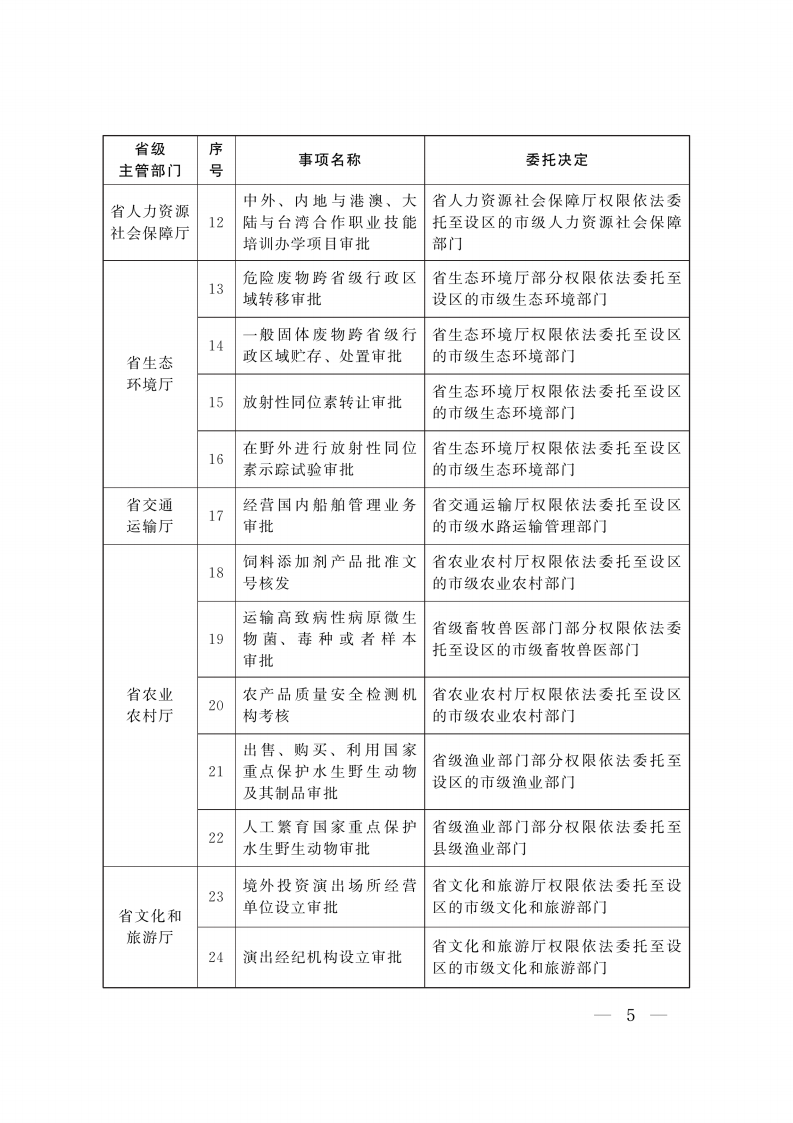 省级
主管部门
序
号
事项名称
委托决定
省人力资源
社会保障厅
12
中外、内地与港澳、大
陆与台湾合作职业技能
培训办学项目审批
省人力资源社会保障厅权限依法委
托至设区的市级人力资源社会保障
部门
省生态
环境厅
13
危险废物跨省级行政区
域转移审批
省生态环境厅部分权限依法委托至
设区的市级生态环境部门
14
一般固体废物跨省级行
政区域贮存、处置审批
省生态环境厅权限依法委托至设区
的市级生态环境部门
15
放射性同位素转让审批
省生态环境厅权限依法委托至设区
的市级生态环境部门
16
在野外进行放射性同位
素示踪试验审批
省生态环境厅权限依法委托至设区
的市级生态环境部门
省交通
运输厅
17
经营国内船舶管理业务
审批
省交通运输厅权限依法委托至设区
的市级水路运输管理部门
省农业
农村厅
18
饲料添加剂产品批准文
号核发
省农业农村厅权限依法委托至设区
的市级农业农村部门
19
运输高致病性病原微生
物菌、毒种或者样本
审批
省级畜牧兽医部门部分权限依法委
托至设区的市级畜牧兽医部门
20
农产品质量安全检测机
构考核
省农业农村厅权限依法委托至设区
的市级农业农村部门
21
出售、购买、利用国家
重点保护水生野生动物
及其制品审批
省级渔业部门部分权限依法委托至
设区的市级渔业部门
22
人工繁育国家重点保护
水生野生动物审批
省级渔业部门部分权限依法委托至
县级渔业部门
省文化和
旅游厅
23
境外投资演出场所经营
单位设立审批
省文化和旅游厅权限依法委托至设
区的市级文化和旅游部门
24
演出经纪机构设立审批
省文化和旅游厅权限依法委托至设
区的市级文化和旅游部门
— 5 —